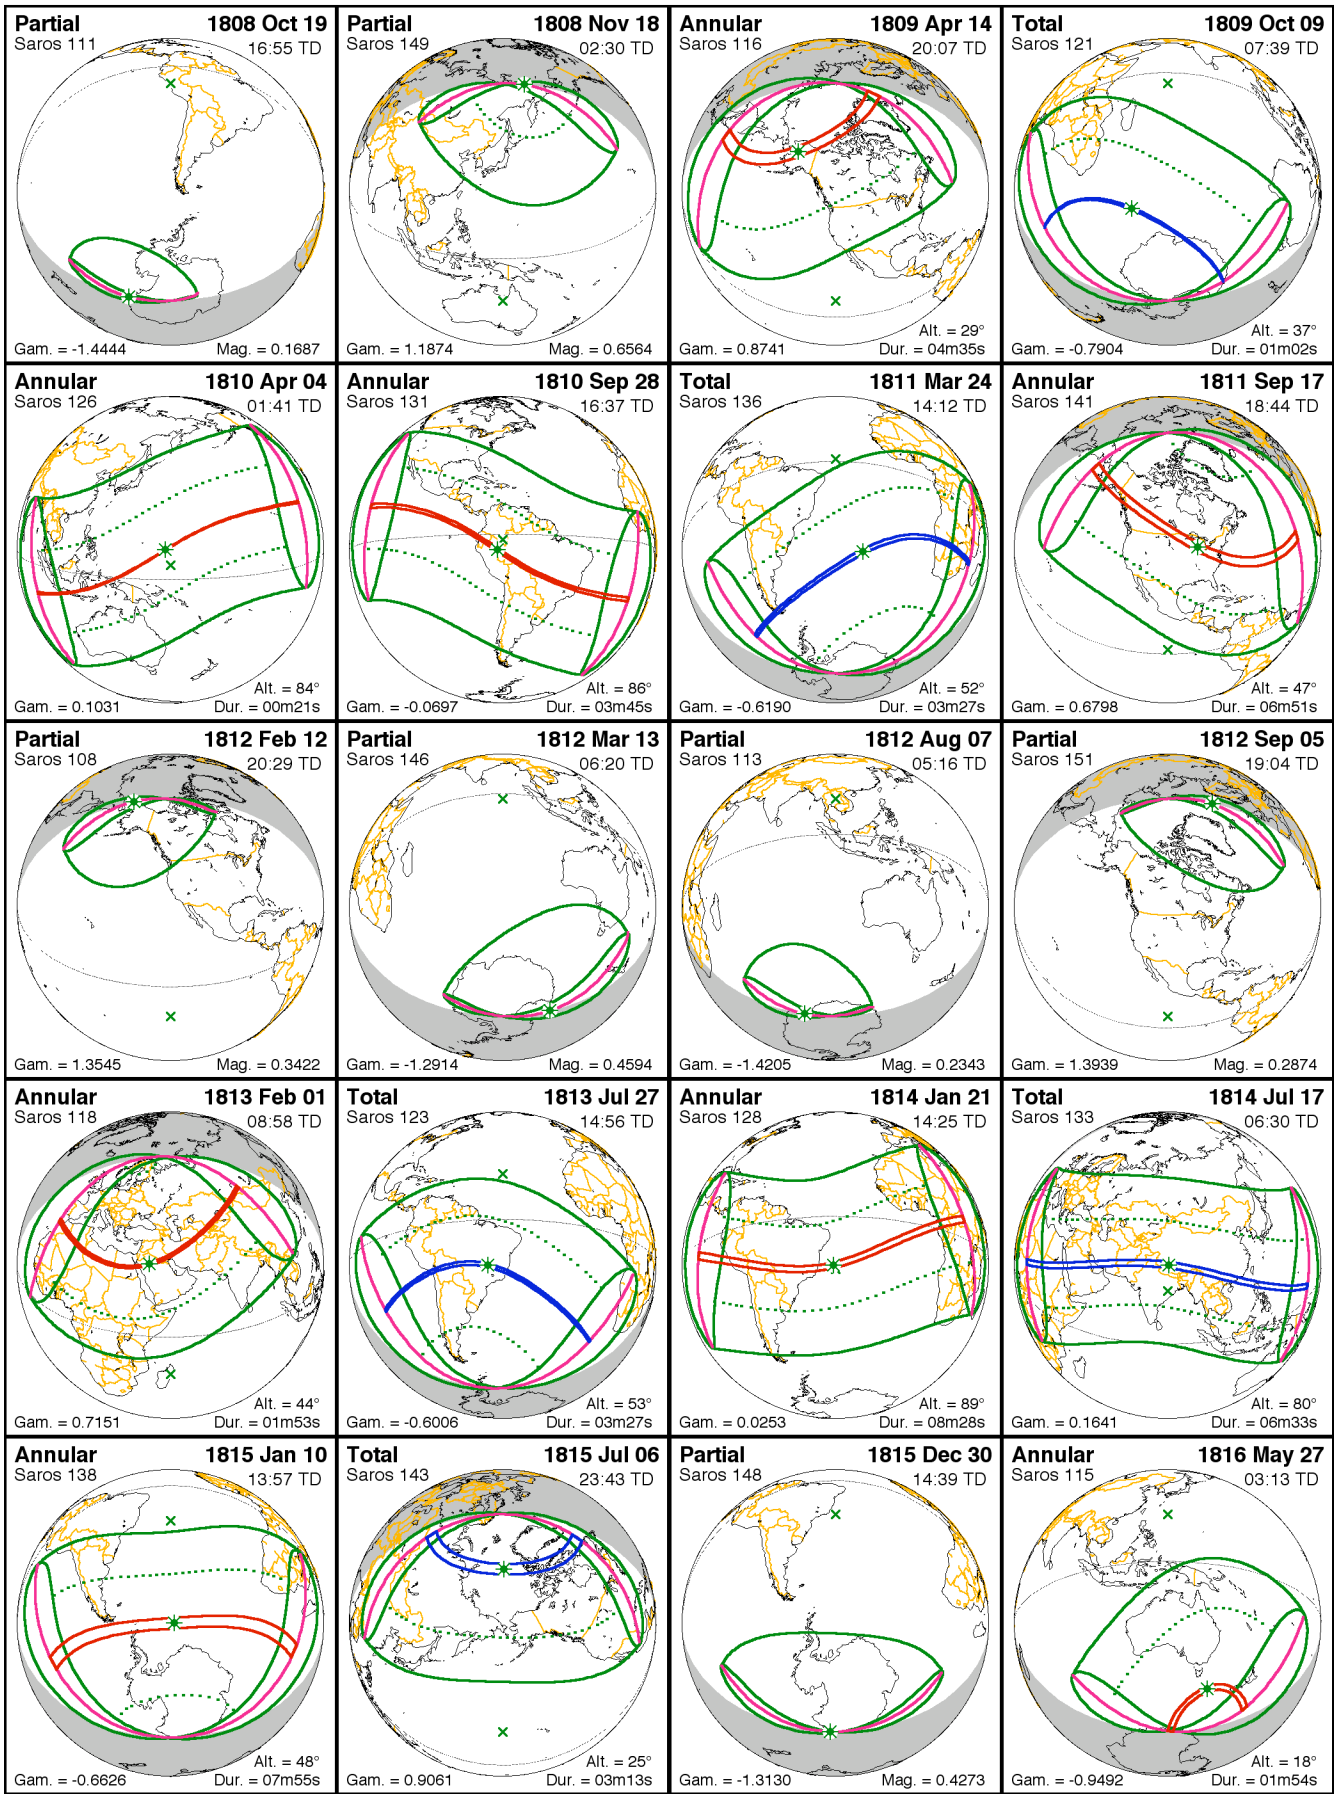 Partial 1808 Oct 19
Saros 111 16:55 TD
Gam. = -1.4444 Mag. = 0.1687
Partial 1808 Nov 18
Saros 149 02:30 TD
Gam. = 1.1874 Mag. = 0.6564
Annular 1809 Apr 14
Saros 116 20:07 TD
Alt. = 29°
Gam. = 0.8741 Dur. = 04m35s
Total 1809 Oct 09
Saros 121 07:39 TD
Alt. = 37°
Gam. = -0.7904 Dur. = 01m02s
Annular 1810 Apr 04
Saros 126 01:41 TD
Alt. = 84°
Gam. = 0.1031 Dur. = 00m21s
Annular 1810 Sep 28
Saros 131 16:37 TD
Alt. = 86°
Gam. = -0.0697 Dur. = 03m45s
Total 1811 Mar 24
Saros 136 14:12 TD
Alt. = 52°
Gam. = -0.6190 Dur. = 03m27s
Annular 1811 Sep 17
Saros 141 18:44 TD
Alt. = 47°
Gam. = 0.6798 Dur. = 06m51s
Partial 1812 Feb 12
Saros 108 20:29 TD
Gam. = 1.3545 Mag. = 0.3422
Partial 1812 Mar 13
Saros 146 06:20 TD
Gam. = -1.2914 Mag. = 0.4594
Partial 1812 Aug 07
Saros 113 05:16 TD
Gam. = -1.4205 Mag. = 0.2343
Partial 1812 Sep 05
Saros 151 19:04 TD
Gam. = 1.3939 Mag. = 0.2874
Annular 1813 Feb 01
Saros 118 08:58 TD
Alt. = 44°
Gam. = 0.7151 Dur. = 01m53s
Total 1813 Jul 27
Saros 123 14:56 TD
Alt. = 53°
Gam. = -0.6006 Dur. = 03m27s
Annular 1814 Jan 21
Saros 128 14:25 TD
Alt. = 89°
Gam. = 0.0253 Dur. = 08m28s
Total 1814 Jul 17
Saros 133 06:30 TD
Alt. = 80°
Gam. = 0.1641 Dur. = 06m33s
Annular 1815 Jan 10
Saros 138 13:57 TD
Alt. = 48°
Gam. = -0.6626 Dur. = 07m55s
Total 1815 Jul 06
Saros 143 23:43 TD
Alt. = 25°
Gam. = 0.9061 Dur. = 03m13s
Partial 1815 Dec 30
Saros 148 14:39 TD
Gam. = -1.3130 Mag. = 0.4273
Annular 1816 May 27
Saros 115 03:13 TD
Alt. = 18°
Gam. = -0.9492 Dur. = 01m54s